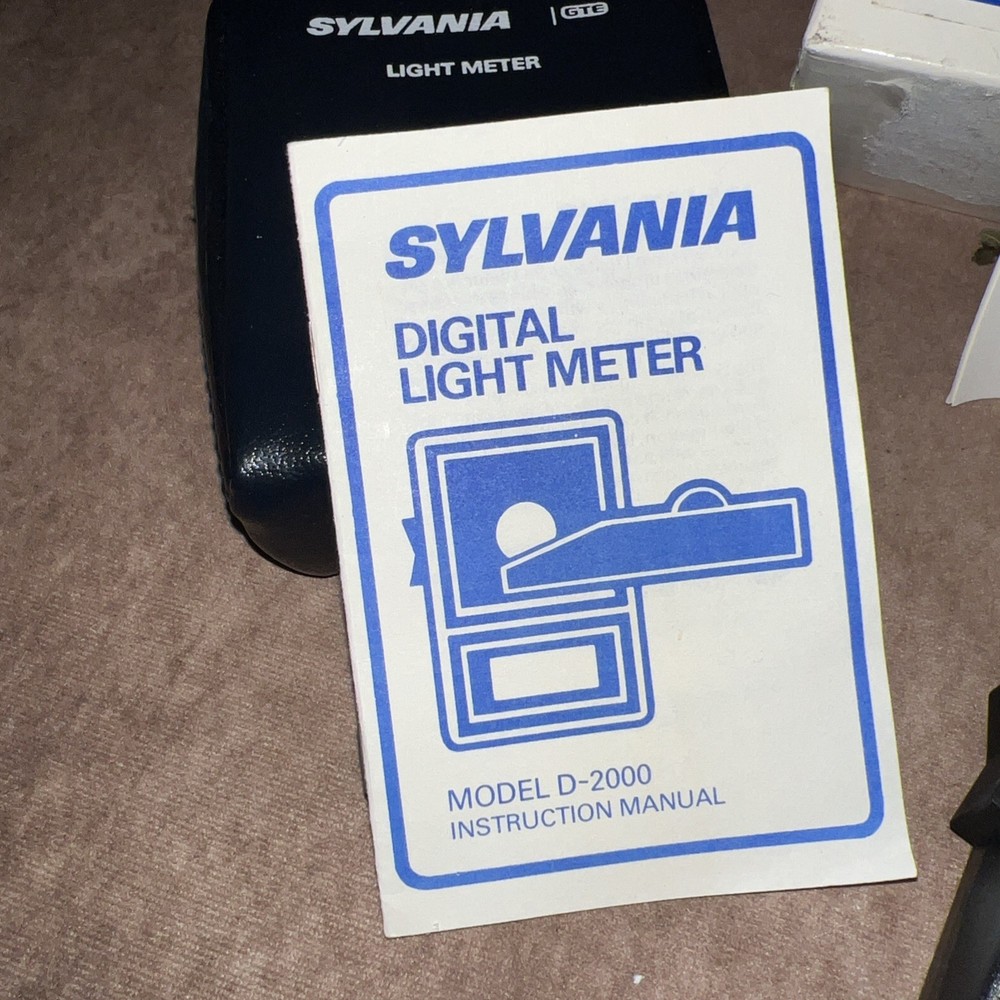 SYLVANIA | GTE
LIGHT METER
SYLVANIA
DIGITAL
LIGHT METER
MODEL D-2000
INSTRUCTION MANUAL